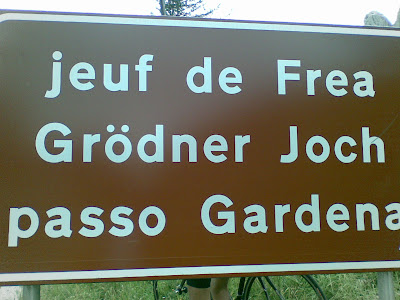 jeuf de Frea
Grödner Joch
passo Gardena